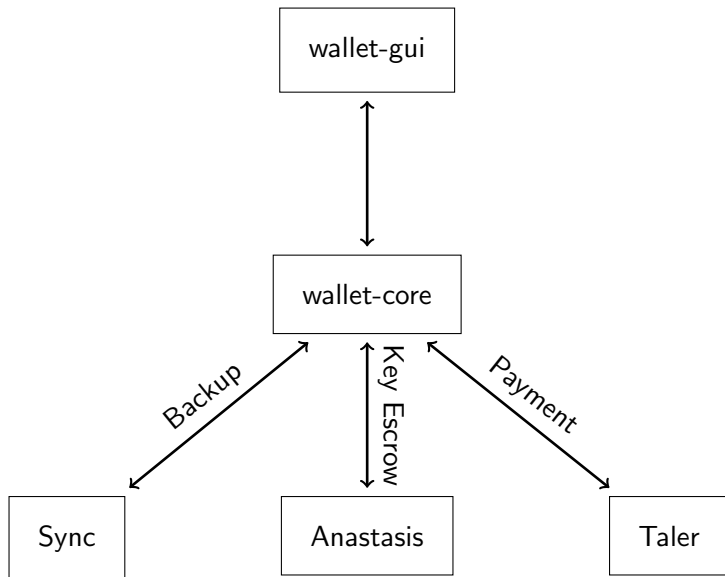 wallet-gui
wallet-core
Backup
Key Escrow
Payment
Sync
Anastasis
Taler